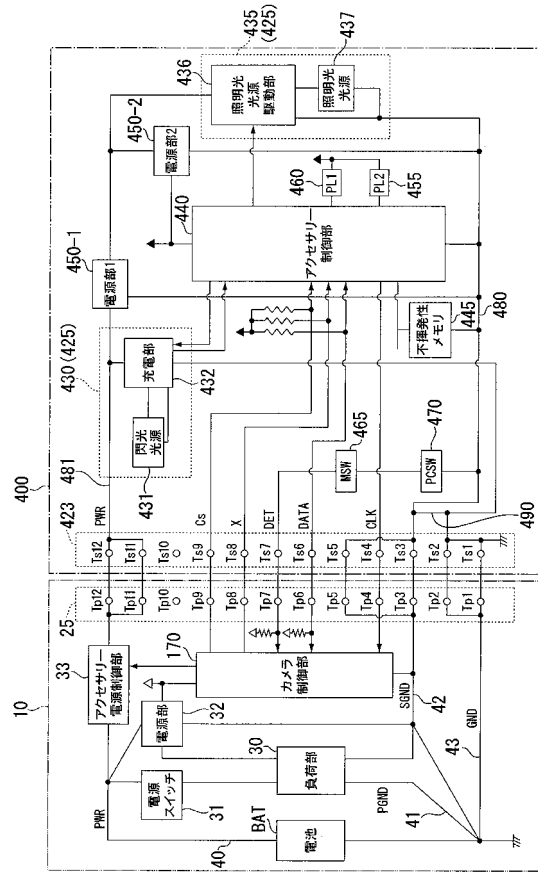 10
400
33
アクセサリー
電源制御部
PWR
電源部
32
170
カメラ
制御部
電源
スイッチ
31
30
負荷部
BAT
電池
40
PGND
41
SGND
42
GND
43
25
Tp12
Tp11
Tp10
Tp9
Tp8
Tp7
Tp6
Tp5
Tp4
Tp3
Tp2
Tp1
423
Ts12
Ts11
Ts10
Ts9
Ts8
Ts7
Ts6
Ts5
Ts4
Ts3
Ts2
Ts1
PWR
481
Cs
X
DET
DATA
CLK
490
430(425)
閃光
光源
431
充電部
432
450-1
電源部1
450-2
電源部2
435
(425)
436
照明光
光源
駆動部
437
照明光
光源
440
アクセサリー
制御部
460
PL1
PL2
455
465
MSW
470
PCSW
445
不揮発性
メモリ
480